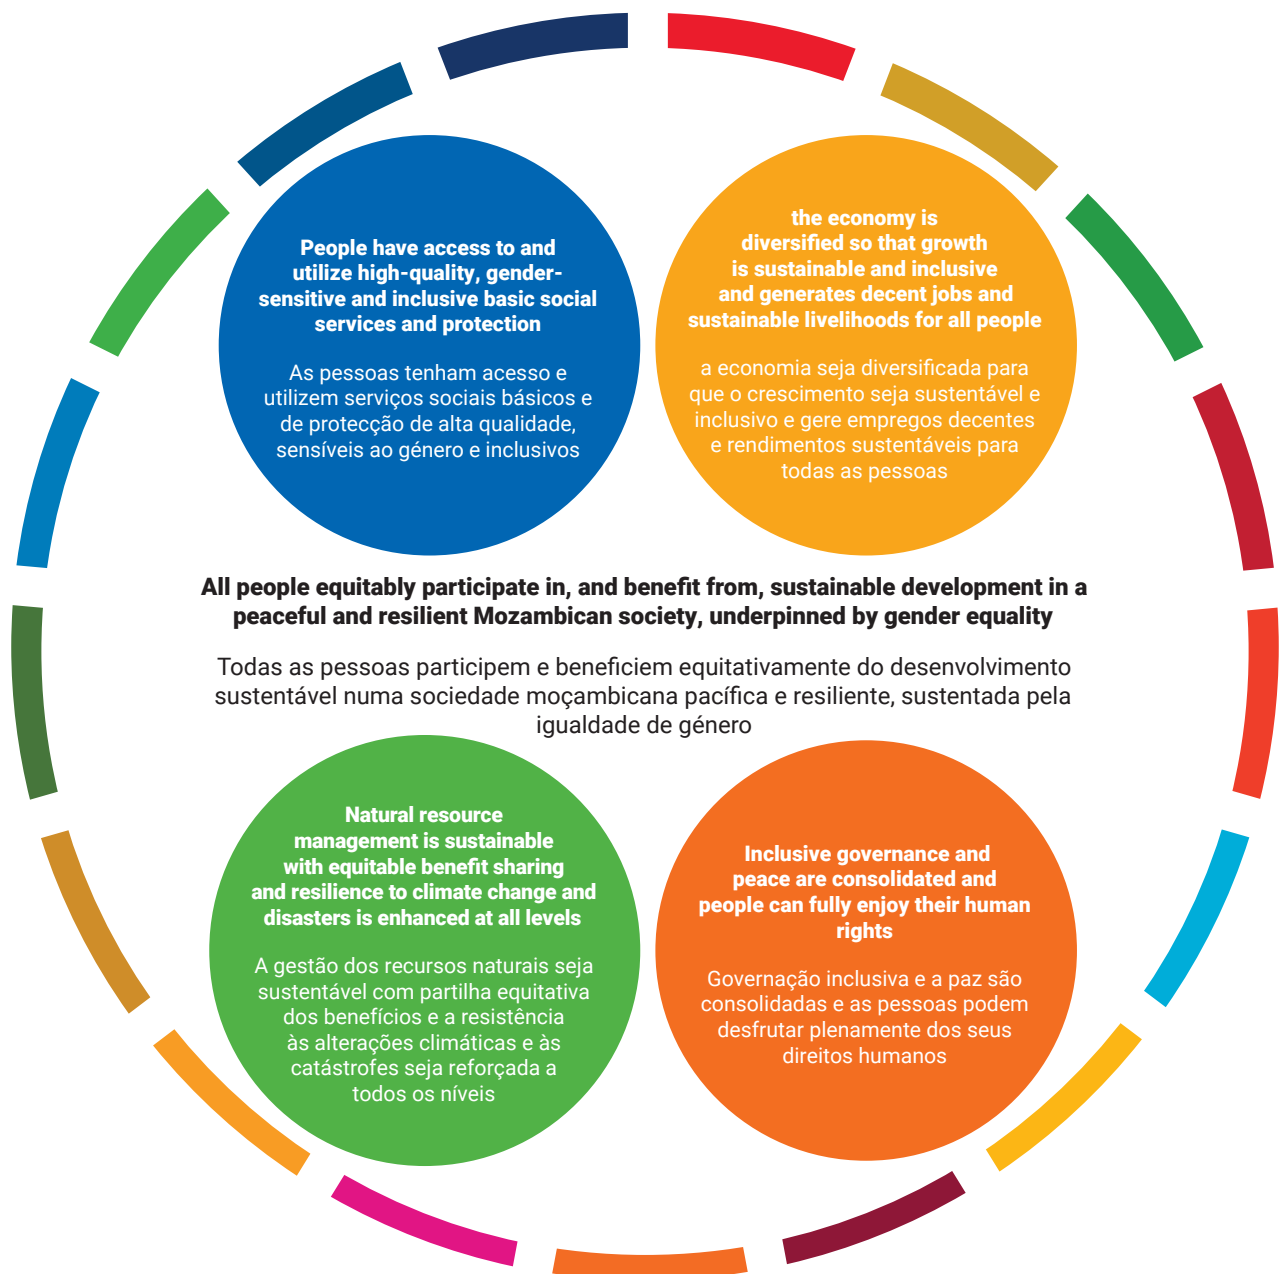 People have access to and
utilize high-quality, gender-
sensitive and inclusive basic social
services and protection
As pessoas tenham acesso e
utilizem serviços sociais básicos e
de protecção de alta qualidade,
sensíveis ao género e inclusivos
the economy is
diversified so that growth
is sustainable and inclusive
and generates decent jobs and
sustainable livelihoods for all people
a economia seja diversificada para
que o crescimento seja sustentável e
inclusivo e gere empregos decentes
e rendimentos sustentáveis para
todas as pessoas
All people equitably participate in, and benefit from, sustainable development in a
peaceful and resilient Mozambican society, underpinned by gender equality
Todas as pessoas participem e beneficiem equitativamente do desenvolvimento
sustentável numa sociedade moçambicana pacífica e resiliente, sustentada pela
igualdade de género
Natural resource
management is sustainable
with equitable benefit sharing
and resilience to climate change and
disasters is enhanced at all levels
A gestão dos recursos naturais seja
sustentável com partilha equitativa
dos benefícios e a resistência
às alterações climáticas e às
catástrofes seja reforçada a
todos os níveis
Inclusive governance and
peace are consolidated and
people can fully enjoy their human
rights
Governação inclusiva e a paz são
consolidadas e as pessoas podem
desfrutar plenamente dos seus
direitos humanos